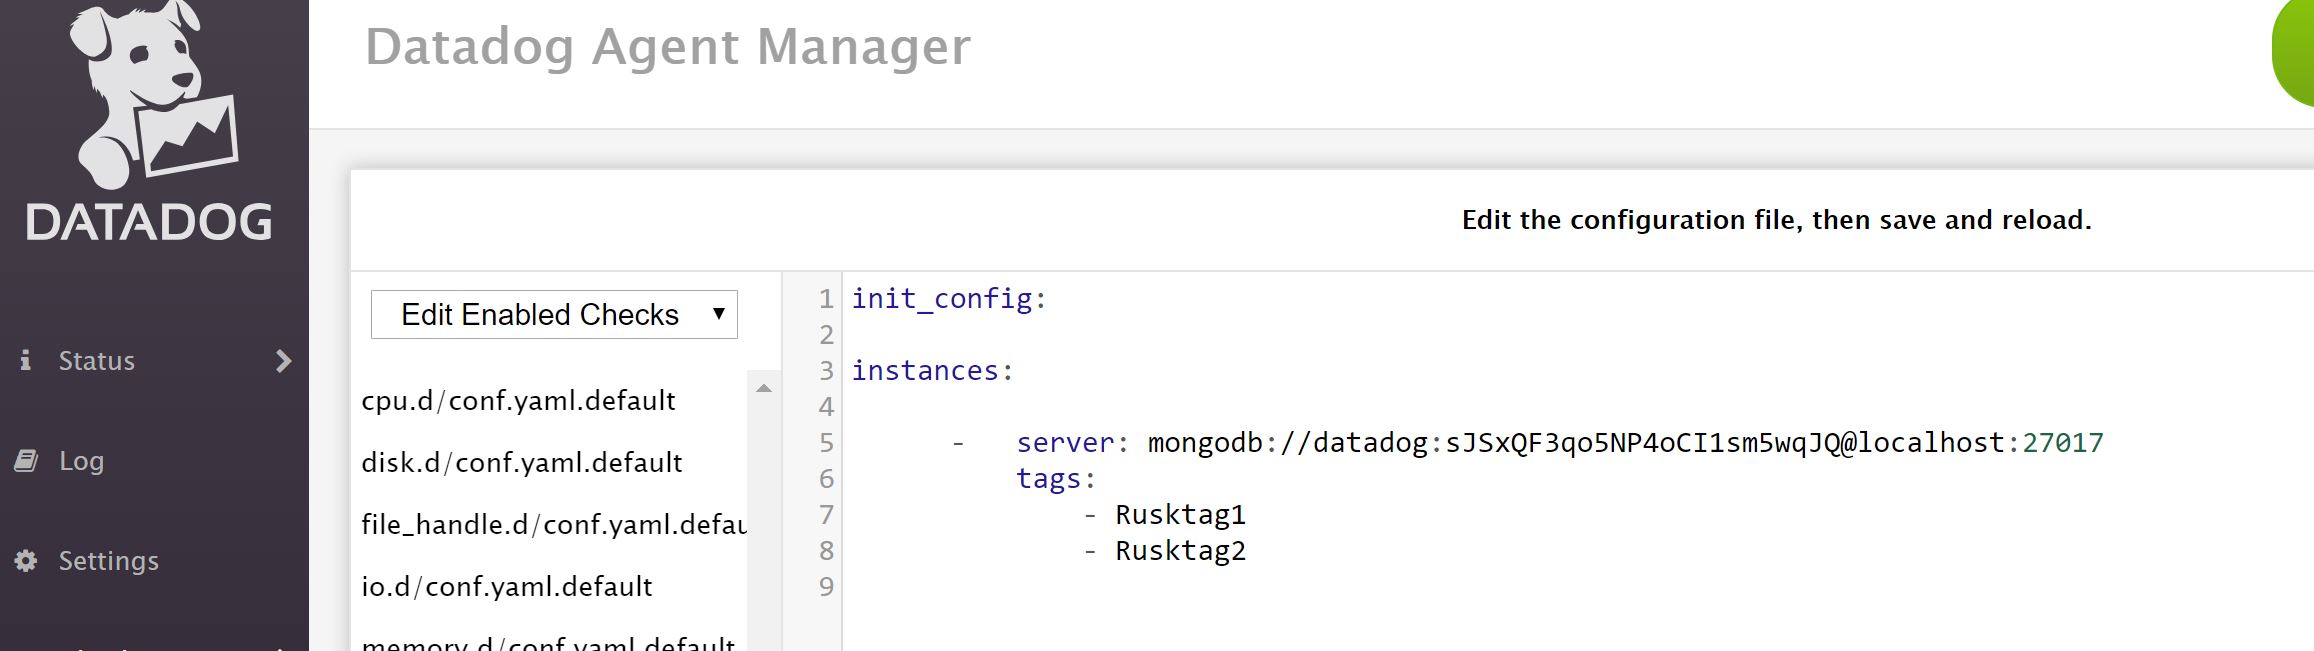 DATADOG
Status
Log
Settings
Datadog Agent Manager
Edit the configuration file, then save and reload.
Edit Enabled Checks
cpu.d/conf.yaml.default
disk.d/conf.yaml.default
file_handle.d/conf.yaml.defau
io.d/conf.yaml.default
memory.d/conf.yaml.default
1 init_config:
2
3 instances:
4
5 - server: mongodb://datadog:sJSxQF3qo5NP4oCI1sm5wqJQ@localhost:27017
6 tags:
7 - Rusktag1
8 - Rusktag2
9